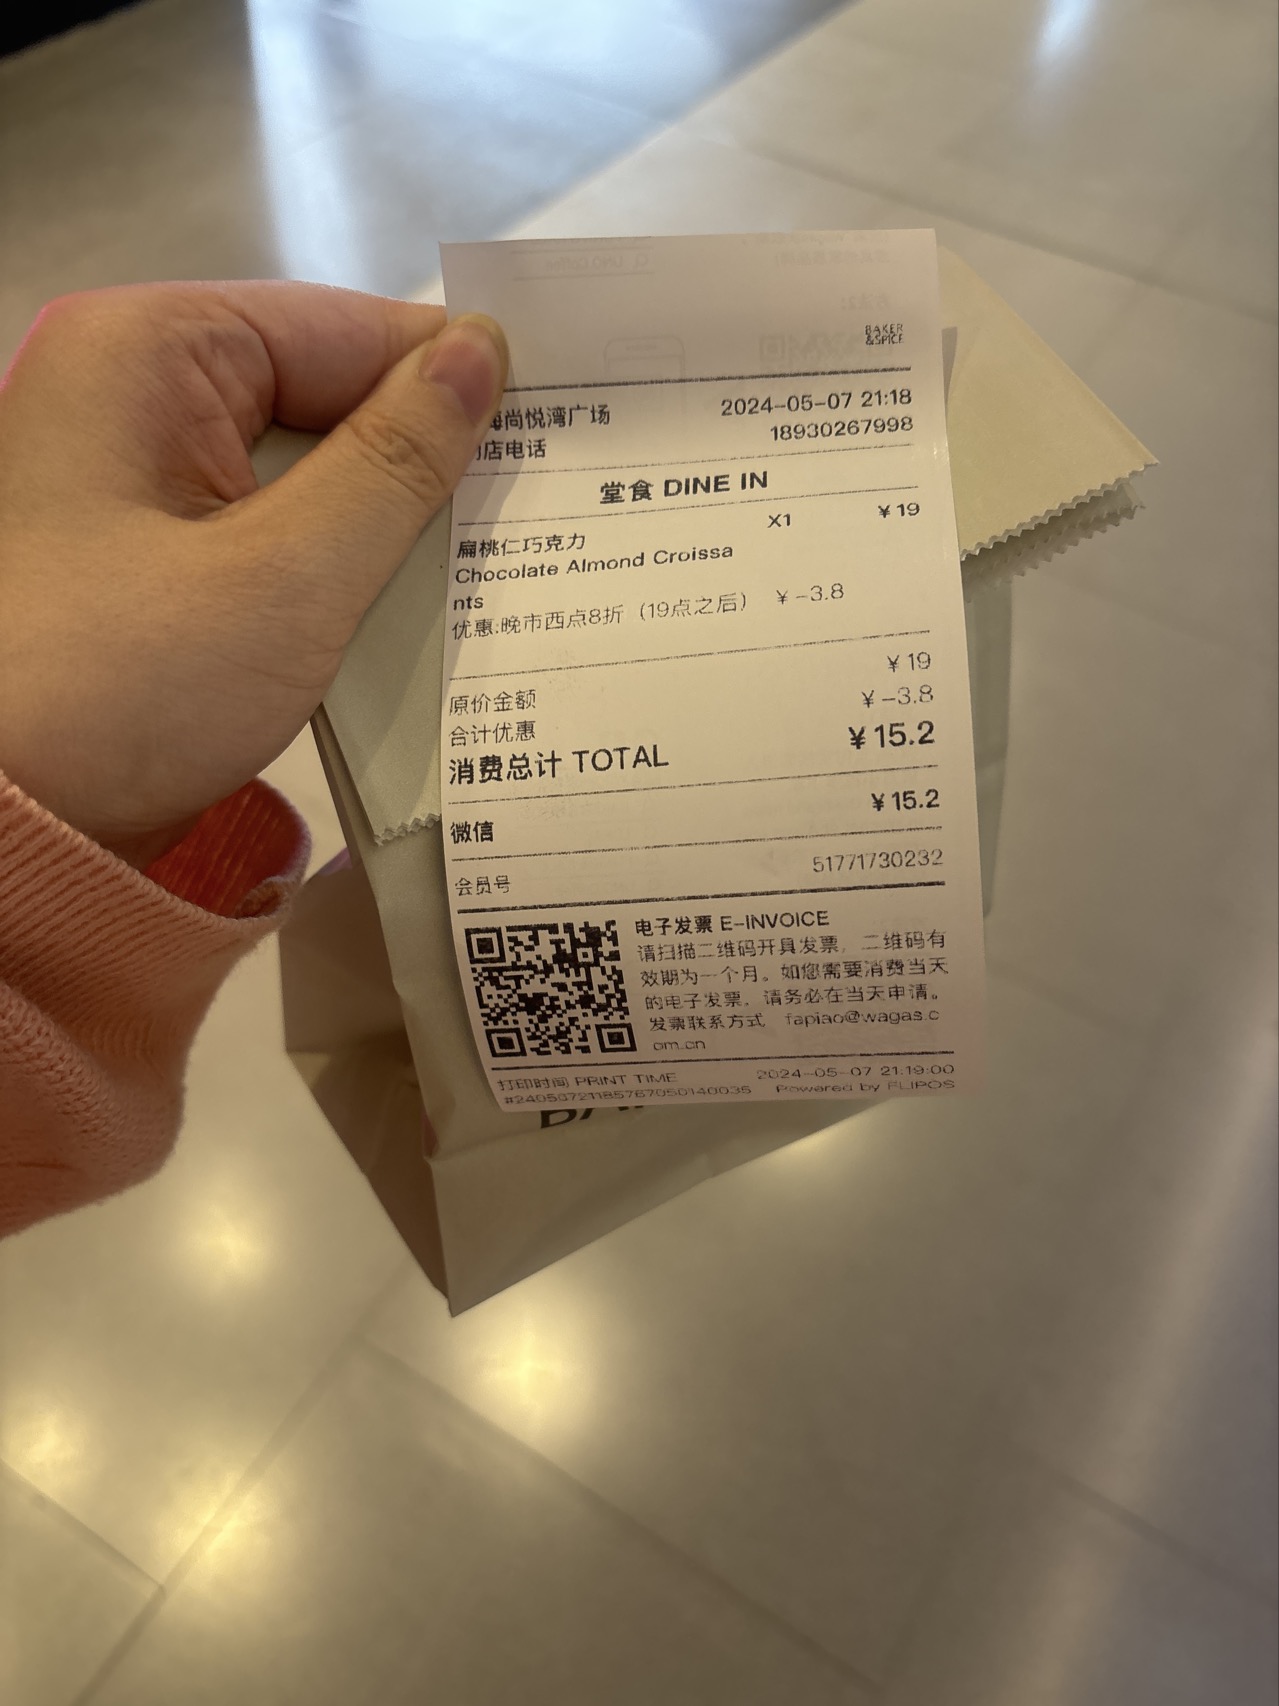 BAKER
&SPICE
海尚悦湾广场 2024-05-07 21:18
店电话 18930267998
堂食 DINE IN
X1 ¥19
扁桃仁巧克力
Chocolate Almond Croissa
nts
优惠:晚市西点8折（19点之后） ¥-3.8
¥19
原价金额 ¥-3.8
合计优惠
消费总计 TOTAL ¥15.2
¥15.2
微信
会员号 51771730232
电子发票 E-INVOICE
请扫描二维码开具发票，二维码有
效期为一个月。如您需要消费当天
的电子发票，请务必在当天申请。
发票联系方式 fapiao@wagas.c
om.cn
打印时间 PRINT TIME 2024-05-07 21:19:00
Powered by FLIPOS